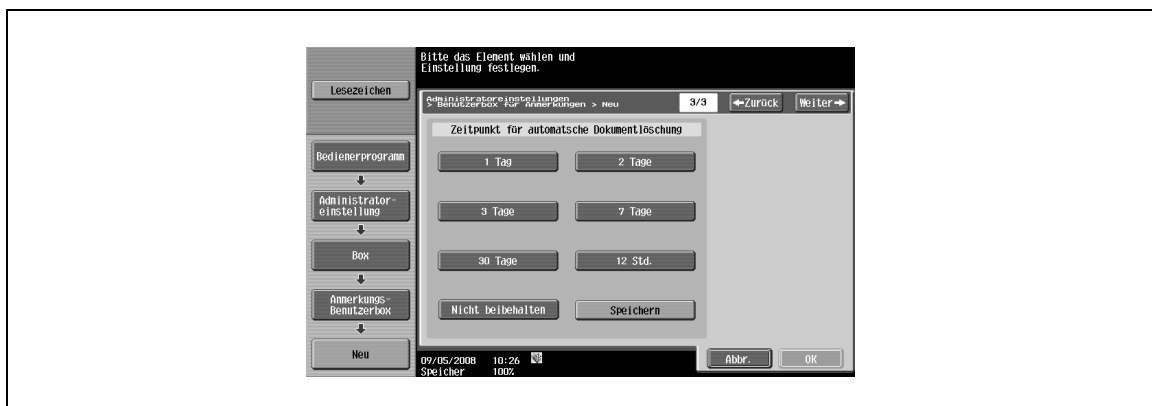 Bitte das Element wählen und
Einstellung festlegen.
Lesezeichen
Administratoreinstellungen
> Benutzerbox für Anmerkungen > Neu
3/3
←Zurück
Weiter→
Zeitpunkt für automatsche Dokumentlöschung
Bedienerprogramm
1 Tag
2 Tage
Administrator-
einstellung
3 Tage
7 Tage
Box
30 Tage
12 Std.
Anmerkungs-
Benutzerbox
Nicht beibehalten
Speichern
Neu
09/05/2008 10:26
Speicher 100%
Abbr.
OK